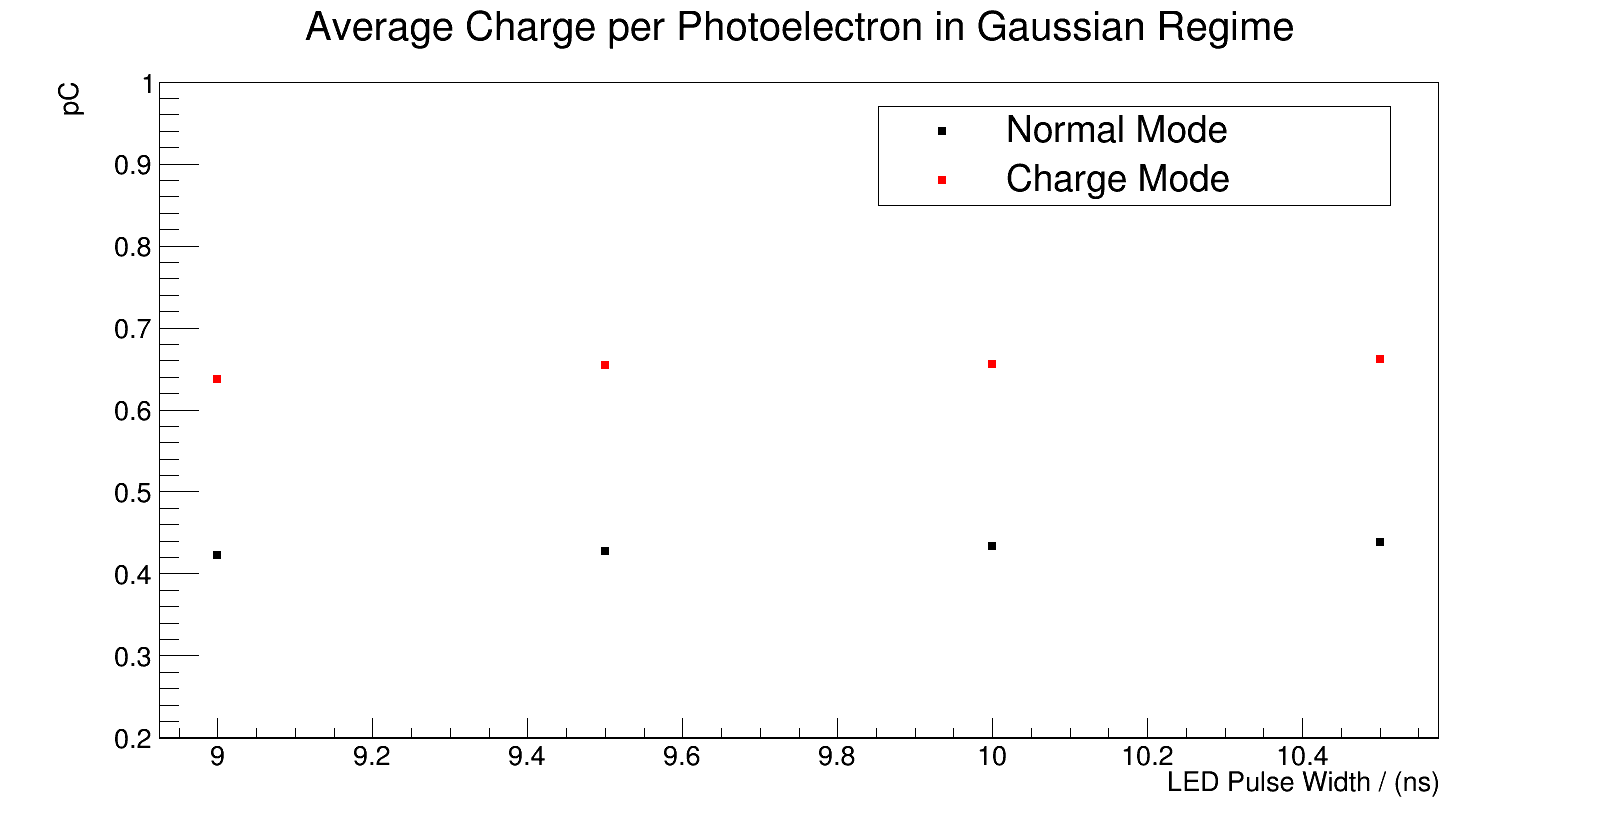 Average Charge per Photoelectron in Gaussian Regime
pC
1
Normal Mode
Charge Mode
0.9
0.8
0.7
0.6
0.5
0.4
0.3
0.2
9 9.2 9.4 9.6 9.8 10 10.2 10.4
LED Pulse Width / (ns)